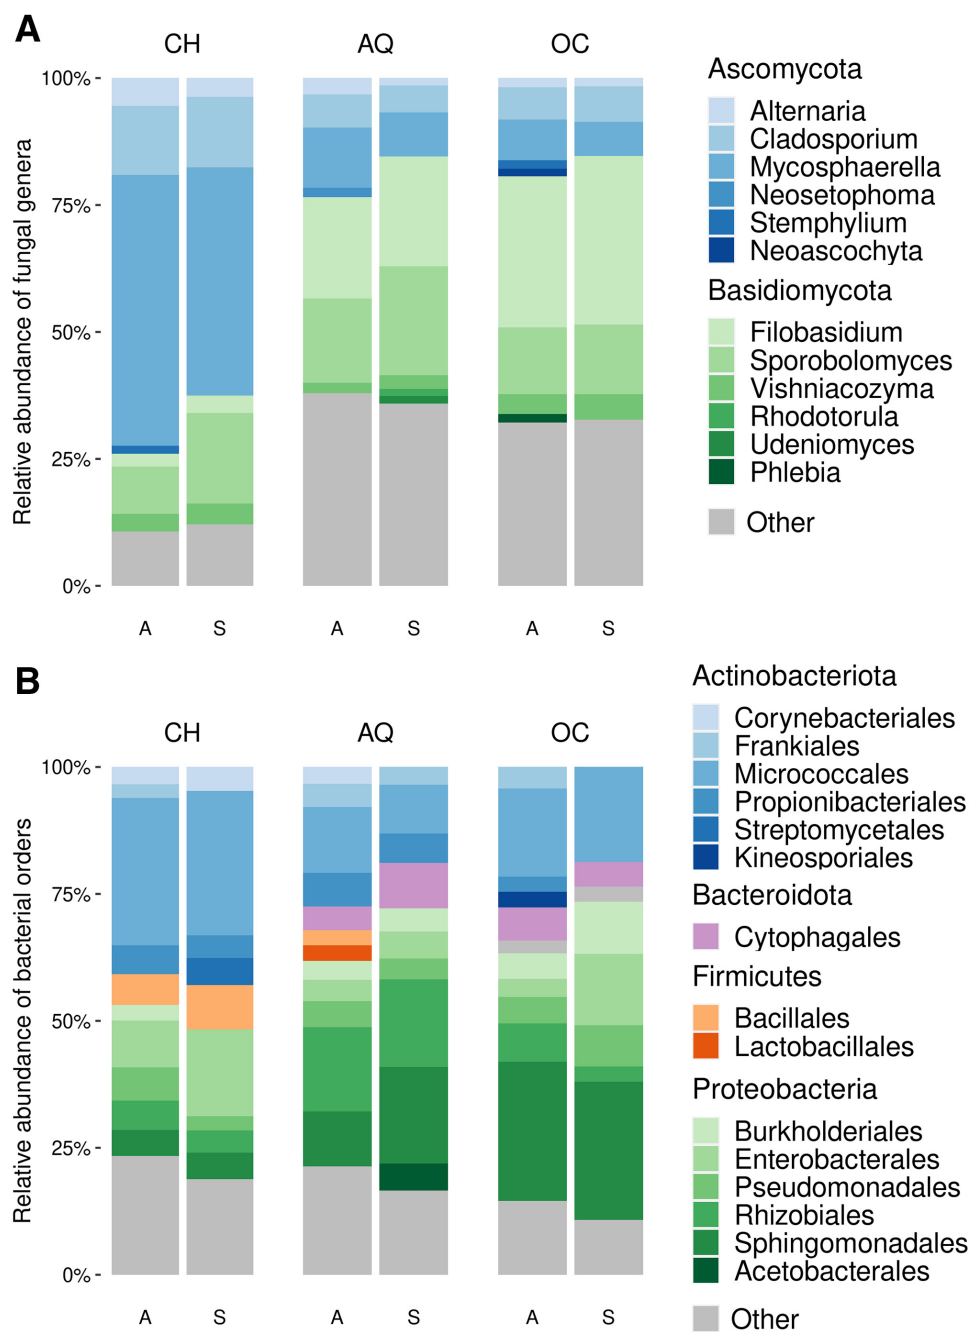 A
CH AQ OC
100%
75%
50%
25%
0%
Relative abundance of fungal genera
A S A S A S
Ascomycota
Alternaria
Cladosporium
Mycosphaerella
Neosetophoma
Stemphylium
Neoascochyta
Basidiomycota
Filobasidium
Sporobolomyces
Vishniacozyma
Rhodotorula
Udeniomyces
Phlebia
Other
B
CH AQ OC
100%
75%
50%
25%
0%
Relative abundance of bacterial orders
A S A S A S
Actinobacteriota
Corynebacteriales
Frankiales
Micrococcales
Propionibacteriales
Streptomycetales
Kineosporiales
Bacteroidota
Cytophagales
Firmicutes
Bacillales
Lactobacillales
Proteobacteria
Burkholderiales
Enterobacterales
Pseudomonadales
Rhizobiales
Sphingomonadales
Acetobacterales
Other